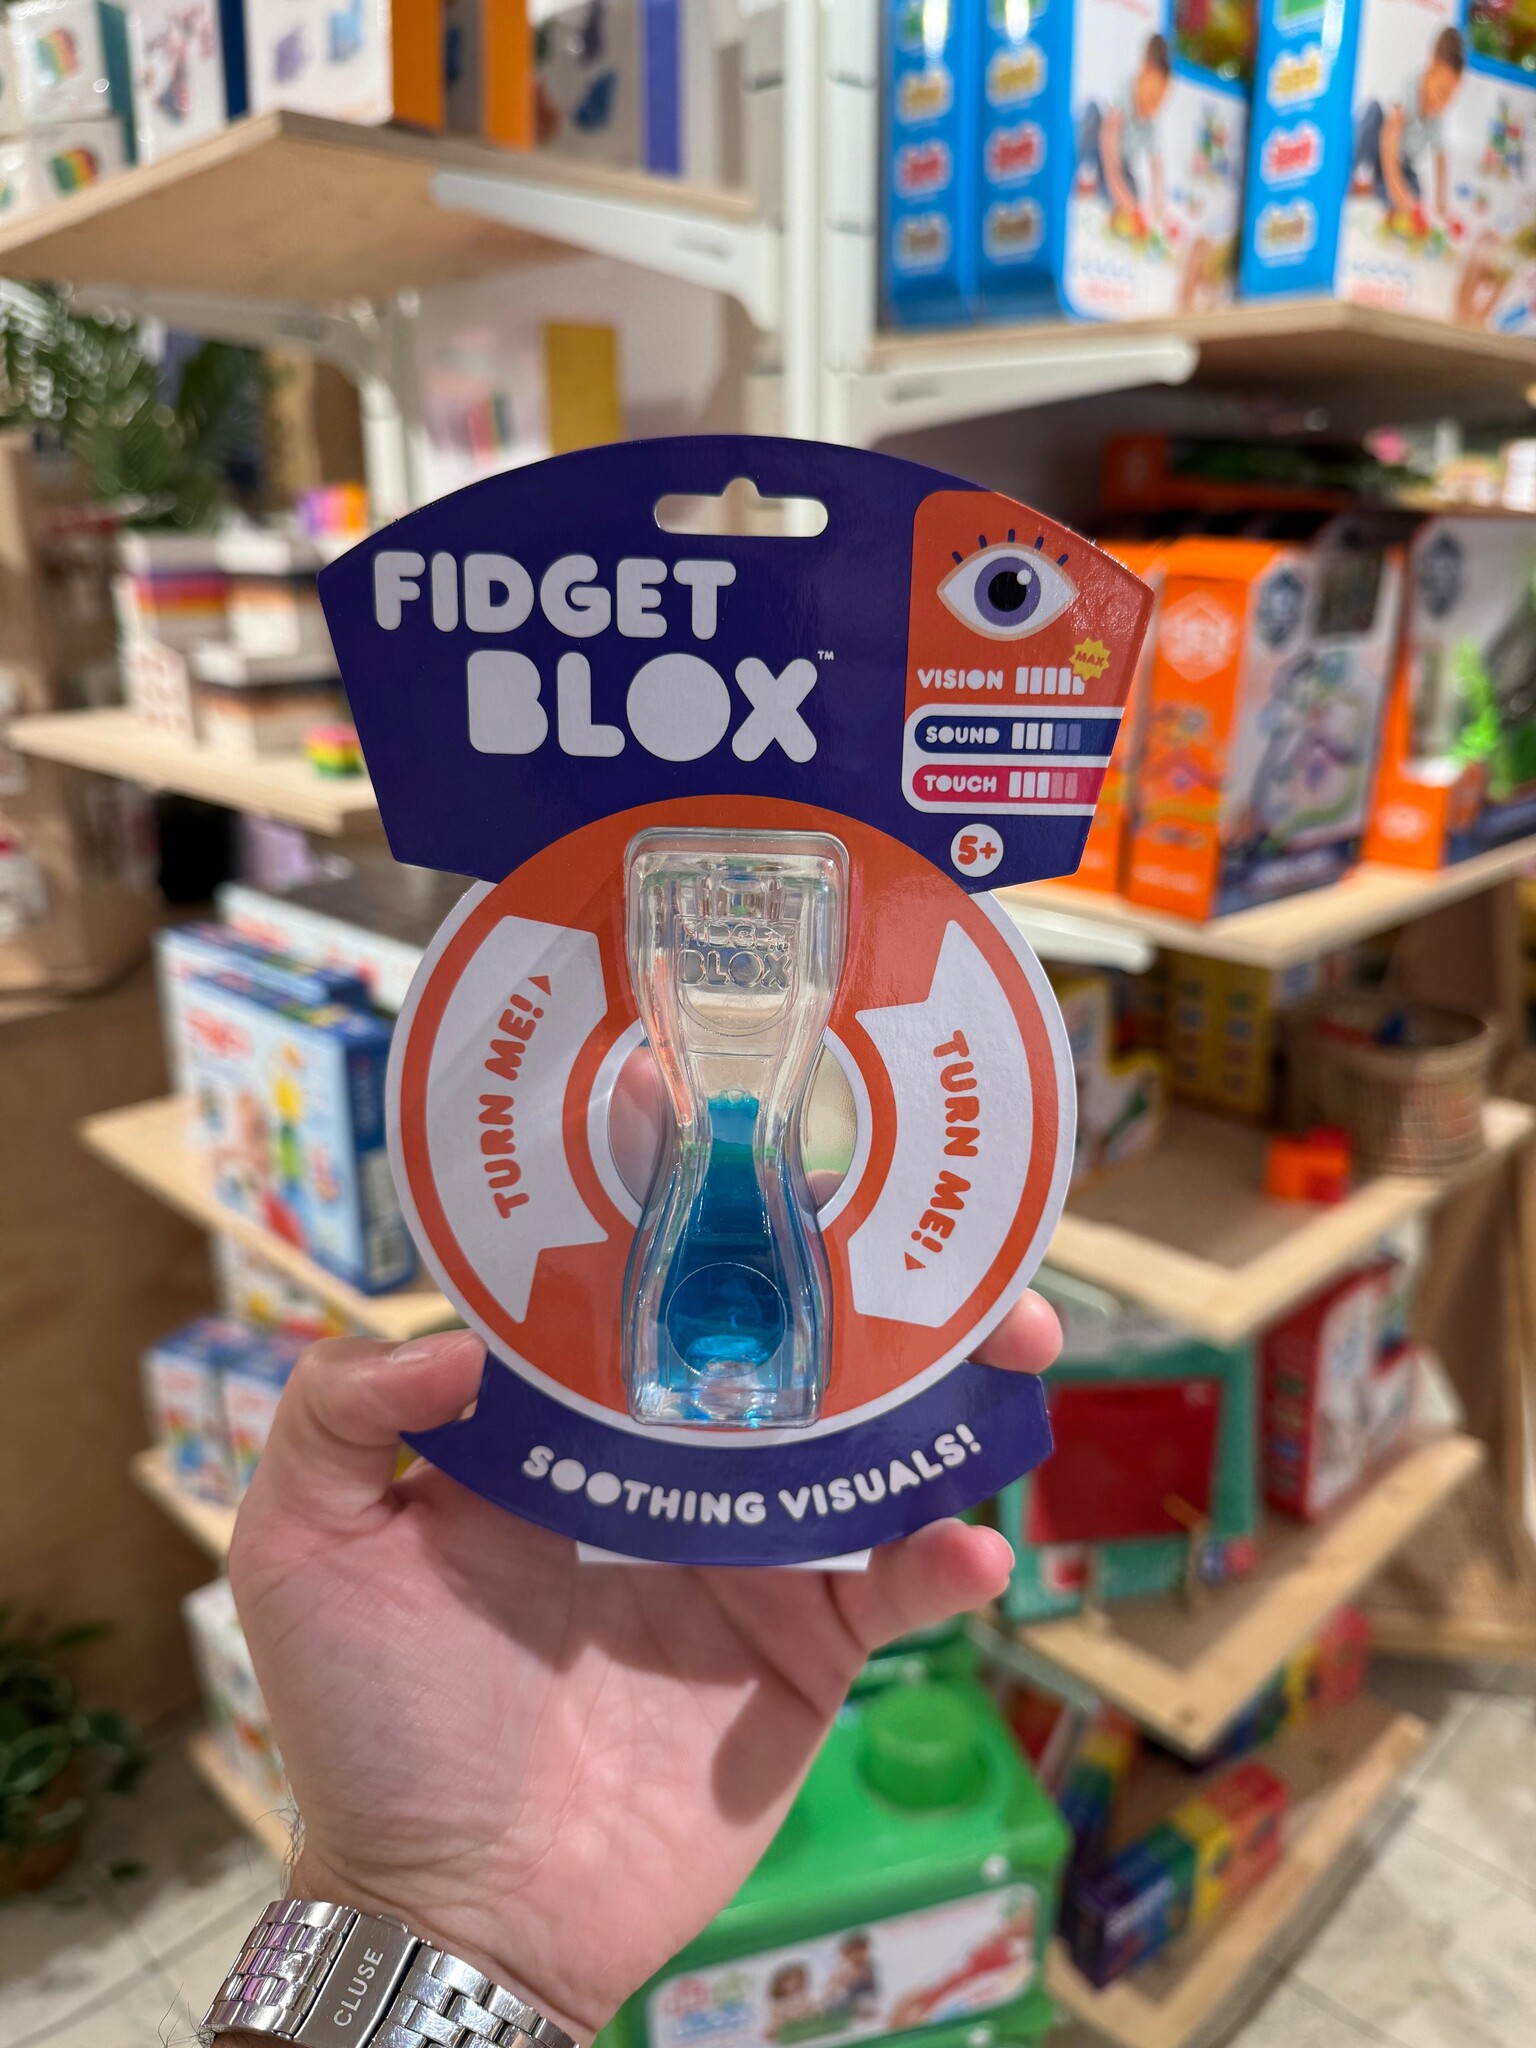 FIDGET
BLOX™
VISION
MAX
SOUND
TOUCH
5+
FIDGET
BLOX
TURN ME!
TURN ME!
SOOTHING VISUALS!
CLUSE